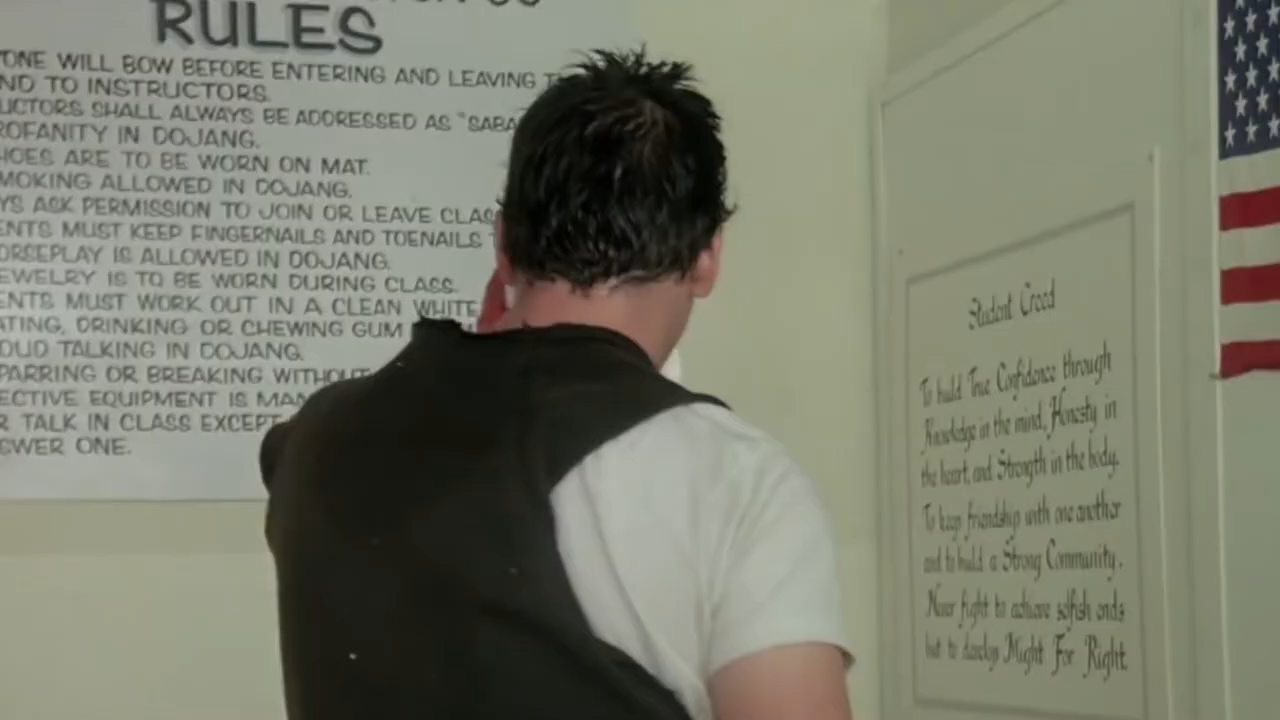 RULES
ONE WILL BOW BEFORE ENTERING AND LEAVING
ND TO INSTRUCTORS.
UCTORS SHALL ALWAYS BE ADDRESSED AS "SABA
ROFANITY IN DOJANG.
HOES ARE TO BE WORN ON MAT.
MOKING ALLOWED IN DOJANG.
YS ASK PERMISSION TO JOIN OR LEAVE CLAS
ENTS MUST KEEP FINGERNAILS AND TOENAILS
ORSEPLAY IS ALLOWED IN DOJANG.
EWELRY IS TO BE WORN DURING CLASS.
ENTS MUST WORK OUT IN A CLEAN WHITE
ATING, DRINKING OR CHEWING GUM
OUD TALKING IN DOJANG.
PARRING OR BREAKING WITHOUT
ECTIVE EQUIPMENT IS MAN
R TALK IN CLASS EXCEPT
SWER ONE.
Student Creed
To build True Confidence through
Knowledge in the mind, Honesty in
the heart, and Strength in the body.
To keep friendship with one another
and to build a Strong Community.
Never fight to achieve selfish ends
but to develop Might For Right.